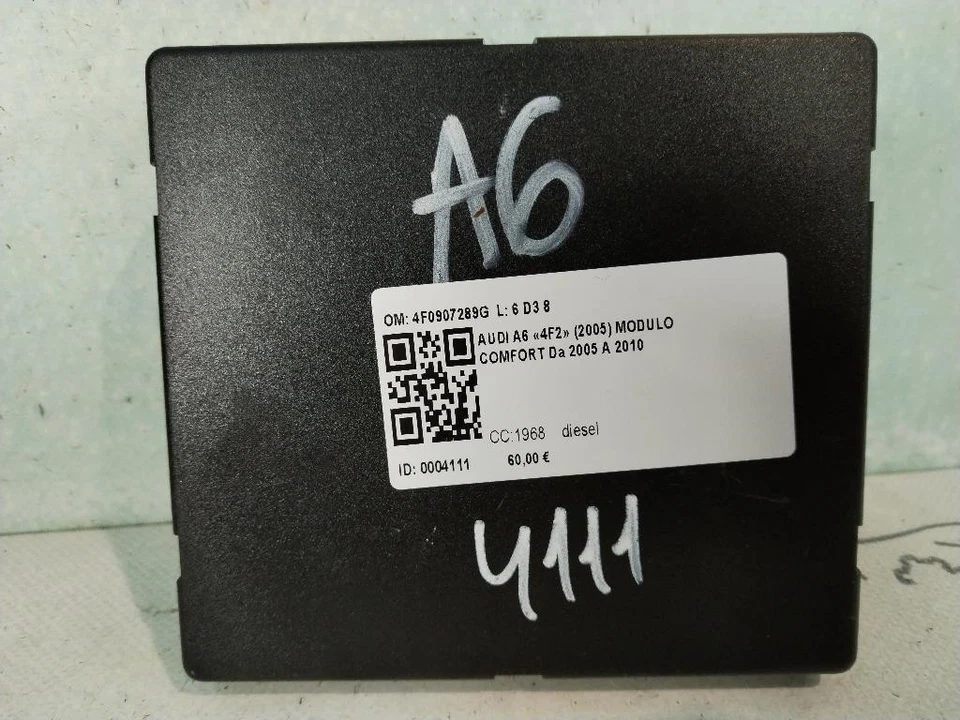 A6
OM: 4F0907289G L: 6 D3 8
AUDI A6 «4F2» (2005) MODULO
COMFORT Da 2005 A 2010
CC:1968 diesel
ID: 0004111 60,00 €
4111